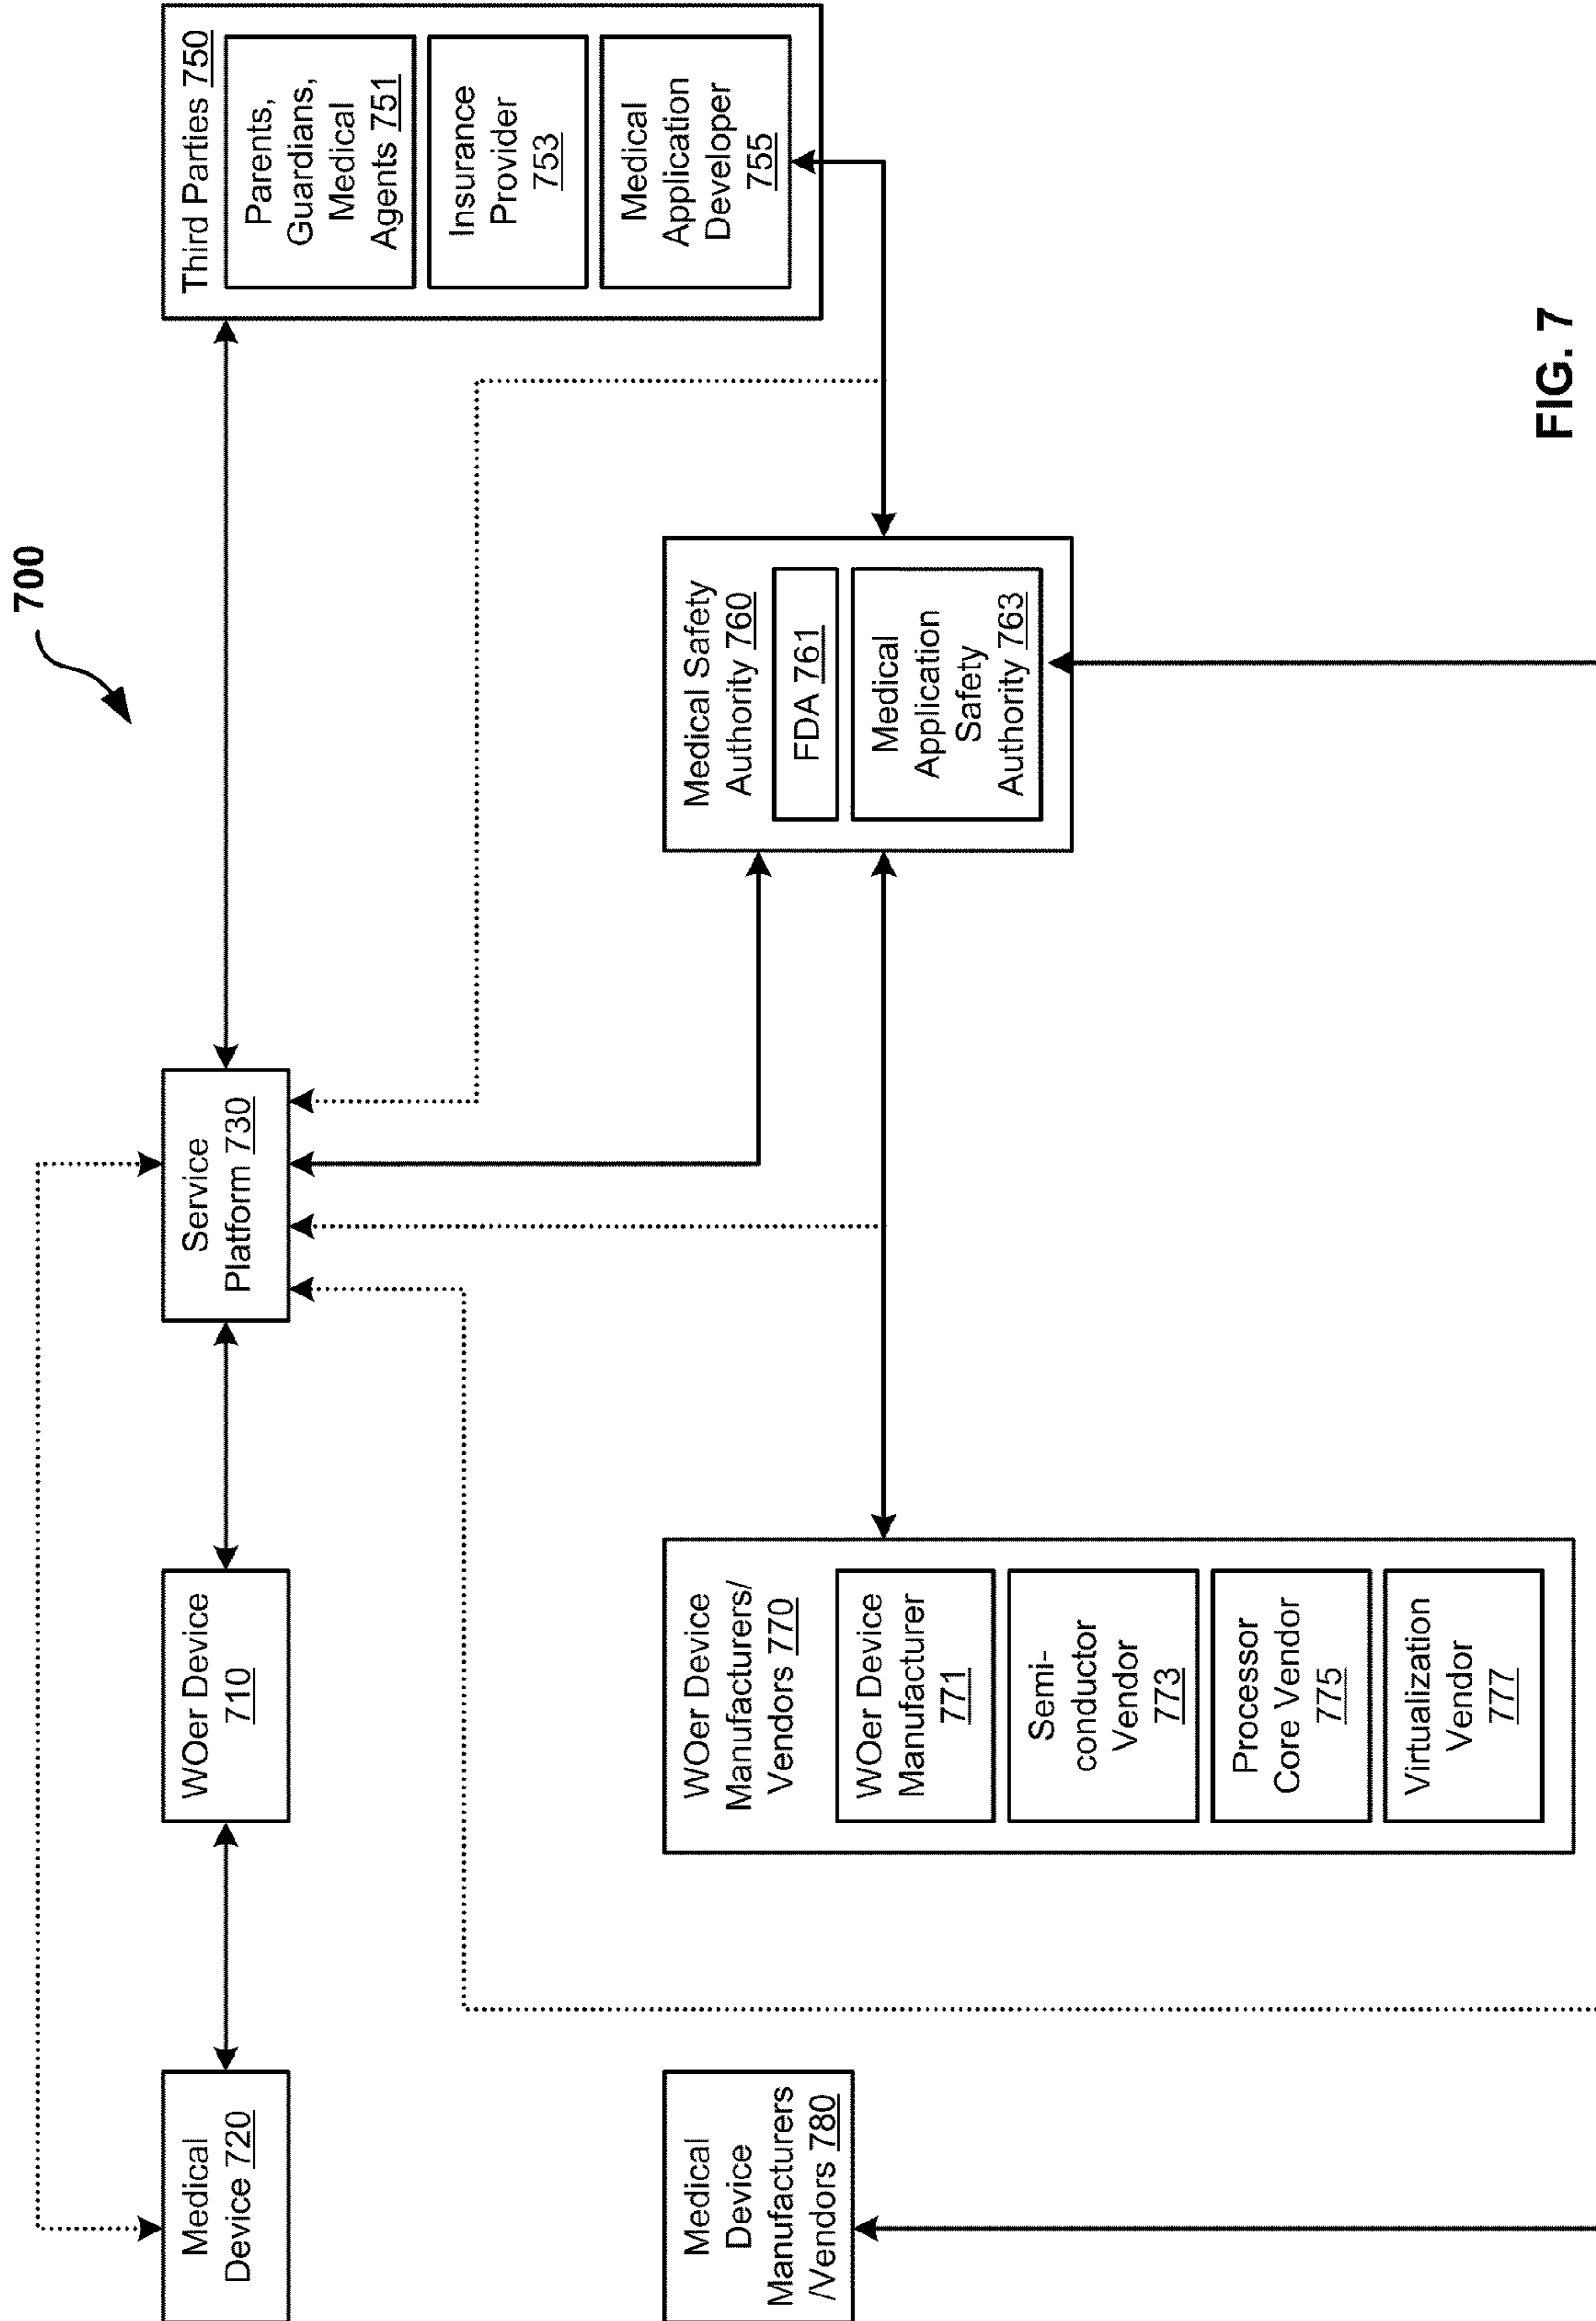 700
Medical
Device 720
WOer Device
710
Service
Platform 730
Third Parties 750
Parents,
Guardians,
Medical
Agents 751
Insurance
Provider
753
Medical
Application
Developer
755
Medical
Device
Manufacturers
/Vendors 780
WOer Device
Manufacturers/
Vendors 770
WOer Device
Manufacturer
771
Semi-
conductor
Vendor
773
Processor
Core Vendor
775
Virtualization
Vendor
777
Medical Safety
Authority 760
FDA 761
Medical
Application
Safety
Authority 763
FIG. 7